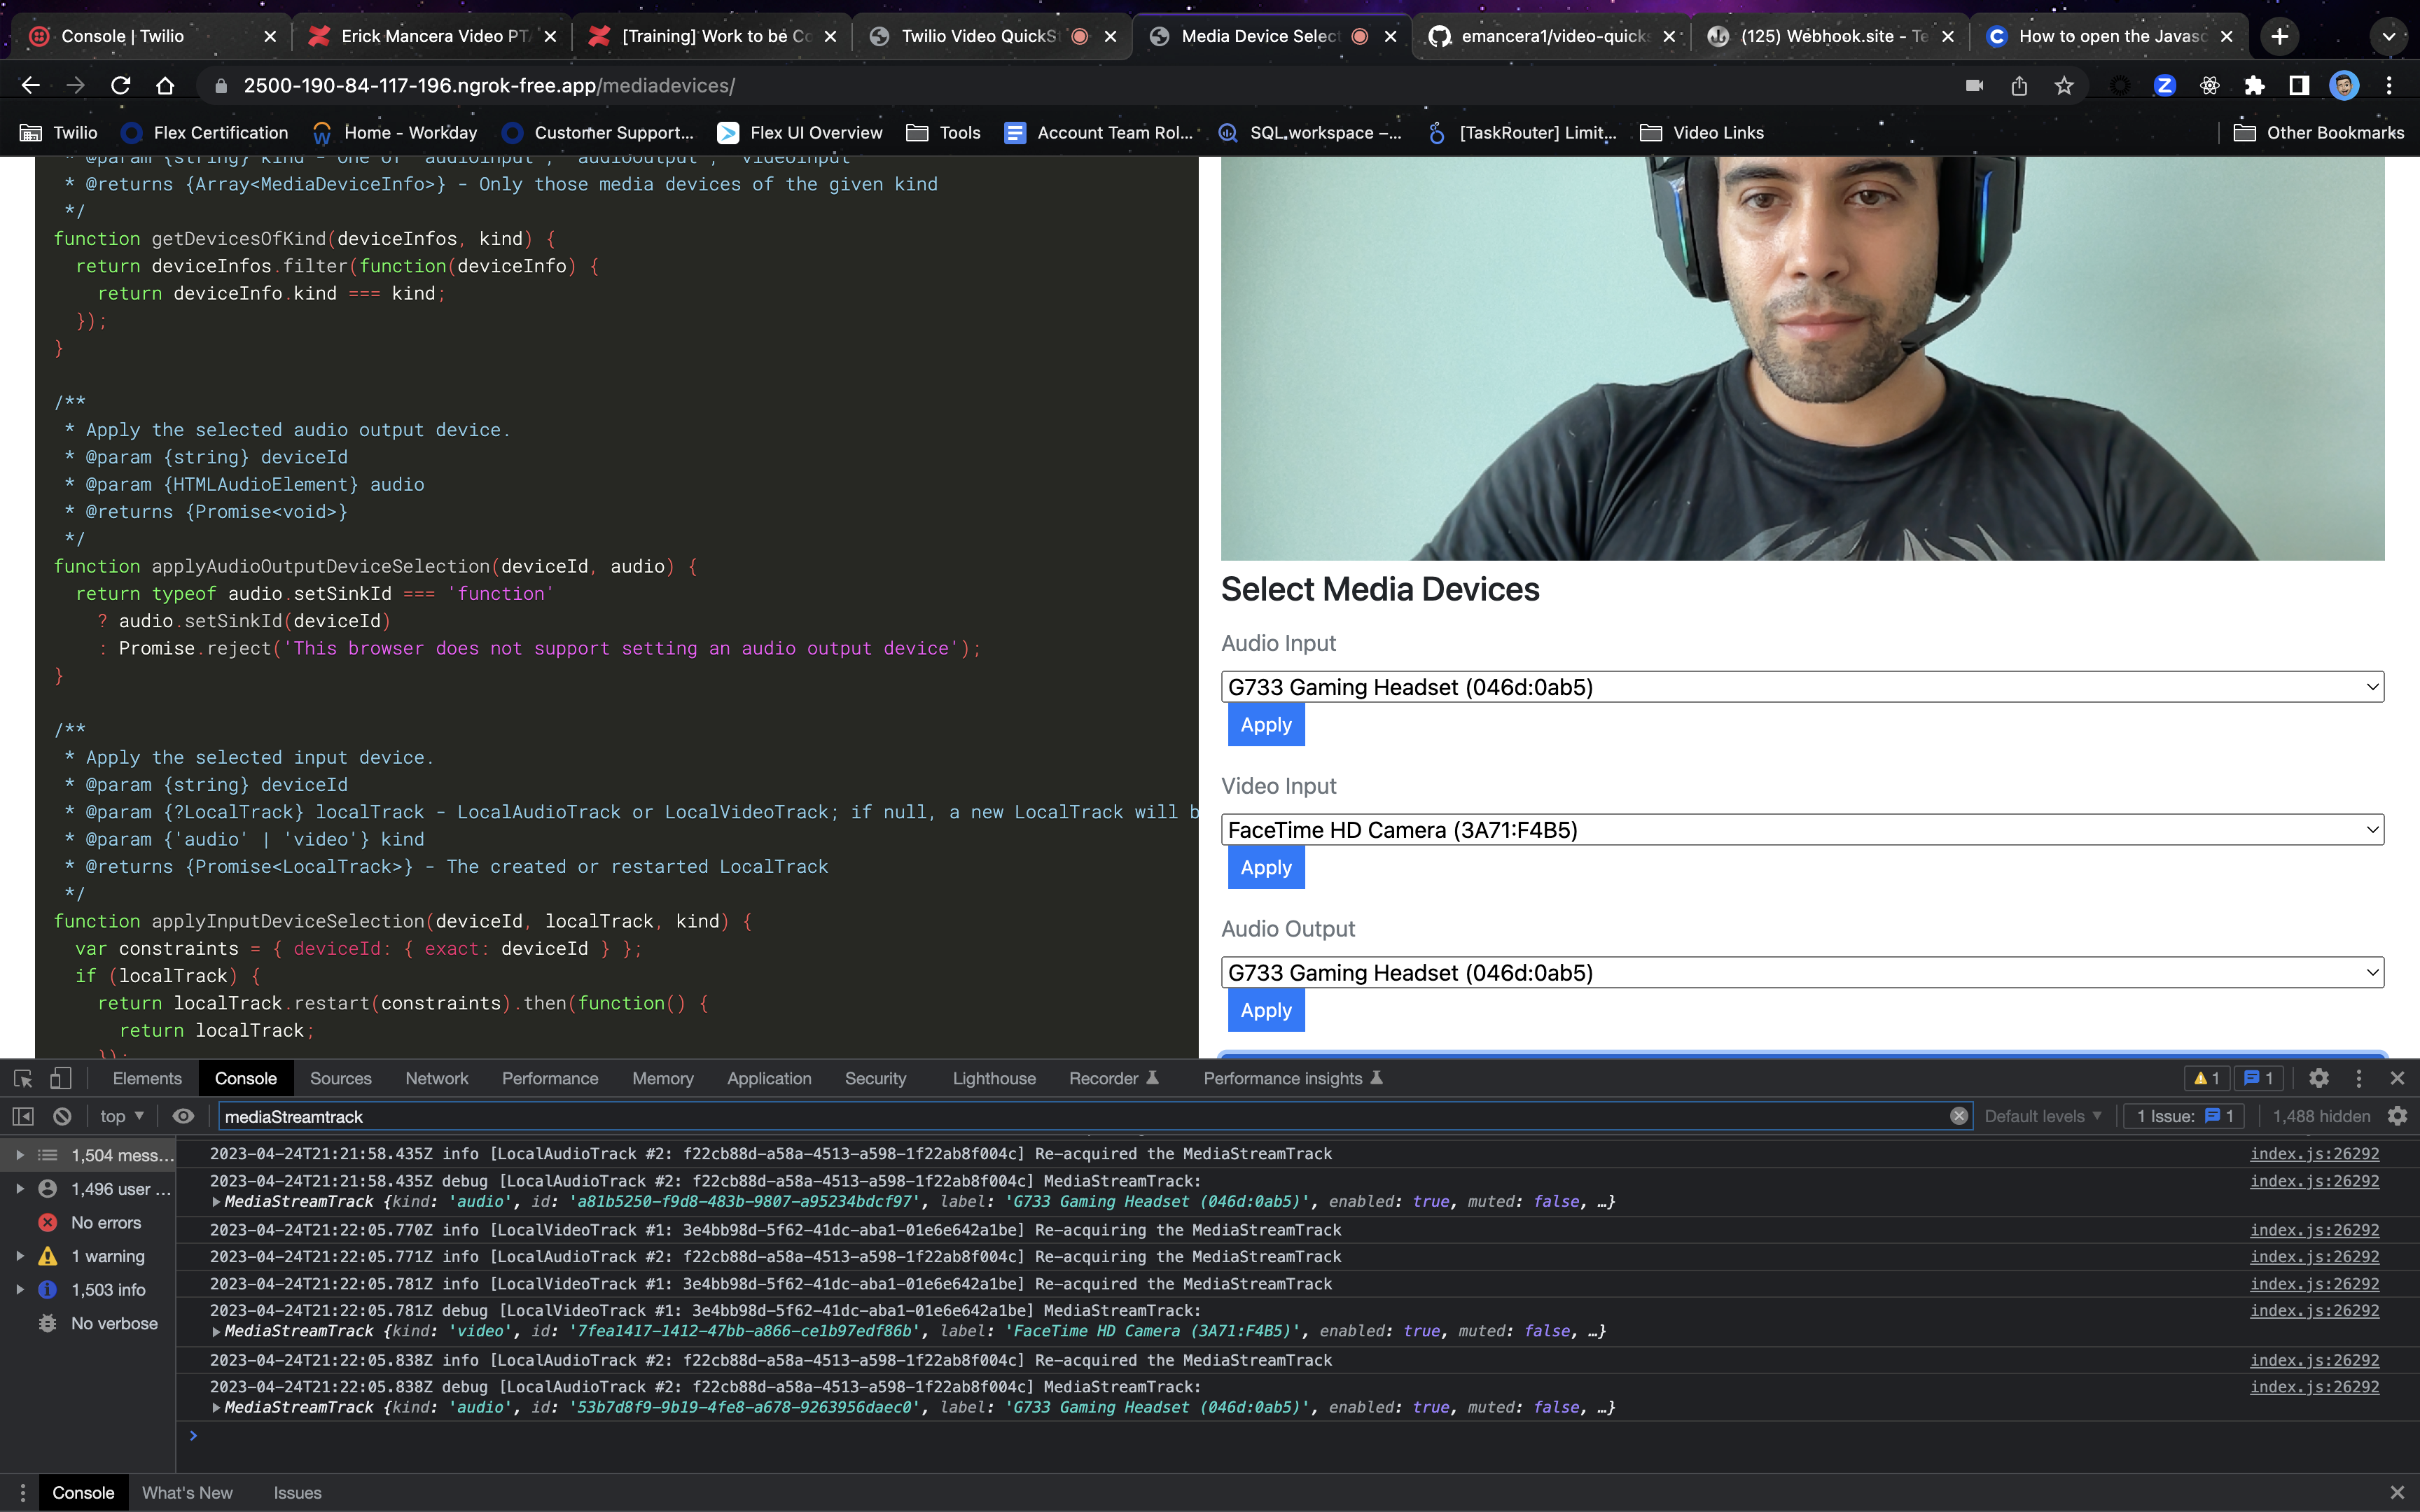 Console | Twilio
Erick Mancera Video PT
[Training] Work to be Co
Twilio Video QuickS
Media Device Select
emancera1/video-quicks
(125) Webhook.site - Te
How to open the Javasc
2500-190-84-117-196.ngrok-free.app/mediadevices/
Twilio
Flex Certification
Home - Workday
Customer Support...
Flex UI Overview
Tools
Account Team Rol...
SQL workspace –...
[TaskRouter] Limit...
Video Links
Other Bookmarks
* @param {string} kind - One of 'audioinput', 'audiooutput', 'videoinput'
* @returns {Array<MediaDeviceInfo>} - Only those media devices of the given kind
*/
function getDevicesOfKind(deviceInfos, kind) {
return deviceInfos.filter(function(deviceInfo) {
return deviceInfo.kind === kind;
});
}
/**
* Apply the selected audio output device.
* @param {string} deviceId
* @param {HTMLAudioElement} audio
* @returns {Promise<void>}
*/
function applyAudioOutputDeviceSelection(deviceId, audio) {
return typeof audio.setSinkId === 'function'
? audio.setSinkId(deviceId)
: Promise.reject('This browser does not support setting an audio output device');
}
/**
* Apply the selected input device.
* @param {string} deviceId
* @param {?LocalTrack} localTrack - LocalAudioTrack or LocalVideoTrack; if null, a new LocalTrack will b
* @param {'audio' | 'video'} kind
* @returns {Promise<LocalTrack>} - The created or restarted LocalTrack
*/
function applyInputDeviceSelection(deviceId, localTrack, kind) {
var constraints = { deviceId: { exact: deviceId } };
if (localTrack) {
return localTrack.restart(constraints).then(function() {
return localTrack;
});
Select Media Devices
Audio Input
G733 Gaming Headset (046d:0ab5)
Apply
Video Input
FaceTime HD Camera (3A71:F4B5)
Apply
Audio Output
G733 Gaming Headset (046d:0ab5)
Apply
Elements
Console
Sources
Network
Performance
Memory
Application
Security
Lighthouse
Recorder
Performance insights
1
1
top
mediaStreamtrack
Default levels
1 Issue: 1
1,488 hidden
1,504 mess...
1,496 user ...
No errors
1 warning
1,503 info
No verbose
2023-04-24T21:21:58.435Z info [LocalAudioTrack #2: f22cb88d-a58a-4513-a598-1f22ab8f004c] Re-acquired the MediaStreamTrack index.js:26292
2023-04-24T21:21:58.435Z debug [LocalAudioTrack #2: f22cb88d-a58a-4513-a598-1f22ab8f004c] MediaStreamTrack: index.js:26292
MediaStreamTrack {kind: 'audio', id: 'a81b5250-f9d8-483b-9807-a95234bdcf97', label: 'G733 Gaming Headset (046d:0ab5)', enabled: true, muted: false, …}
2023-04-24T21:22:05.770Z info [LocalVideoTrack #1: 3e4bb98d-5f62-41dc-aba1-01e6e642a1be] Re-acquiring the MediaStreamTrack index.js:26292
2023-04-24T21:22:05.771Z info [LocalAudioTrack #2: f22cb88d-a58a-4513-a598-1f22ab8f004c] Re-acquiring the MediaStreamTrack index.js:26292
2023-04-24T21:22:05.781Z info [LocalVideoTrack #1: 3e4bb98d-5f62-41dc-aba1-01e6e642a1be] Re-acquired the MediaStreamTrack index.js:26292
2023-04-24T21:22:05.781Z debug [LocalVideoTrack #1: 3e4bb98d-5f62-41dc-aba1-01e6e642a1be] MediaStreamTrack: index.js:26292
MediaStreamTrack {kind: 'video', id: '7fea1417-1412-47bb-a866-ce1b97edf86b', label: 'FaceTime HD Camera (3A71:F4B5)', enabled: true, muted: false, …}
2023-04-24T21:22:05.838Z info [LocalAudioTrack #2: f22cb88d-a58a-4513-a598-1f22ab8f004c] Re-acquired the MediaStreamTrack index.js:26292
2023-04-24T21:22:05.838Z debug [LocalAudioTrack #2: f22cb88d-a58a-4513-a598-1f22ab8f004c] MediaStreamTrack: index.js:26292
MediaStreamTrack {kind: 'audio', id: '53b7d8f9-9b19-4fe8-a678-9263956daec0', label: 'G733 Gaming Headset (046d:0ab5)', enabled: true, muted: false, …}
Console
What's New
Issues